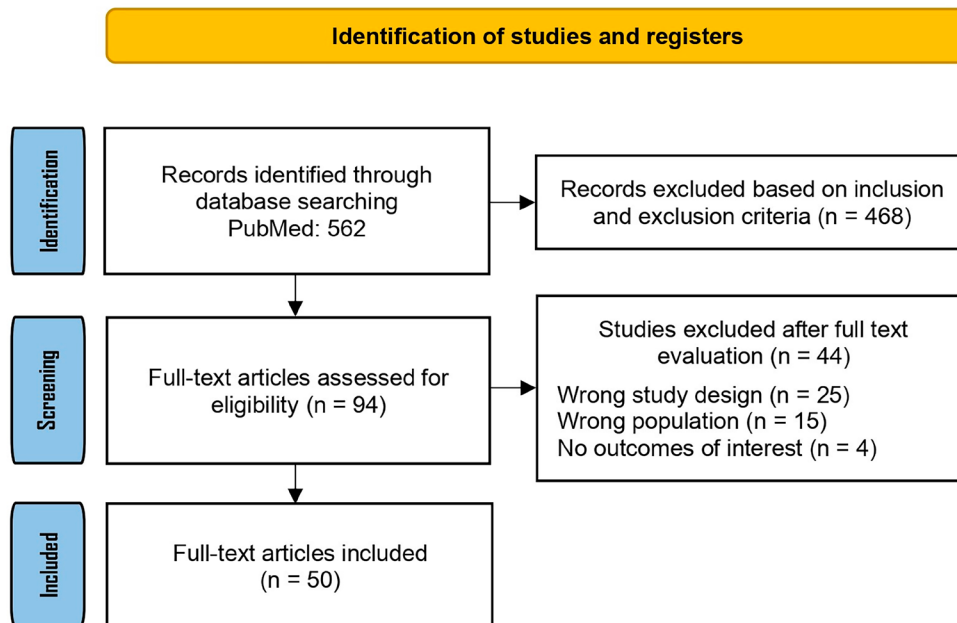 Identification of studies and registers
Identification
Records identified through
database searching
PubMed: 562
Records excluded based on inclusion
and exclusion criteria (n = 468)
Screening
Full-text articles assessed for
eligibility (n = 94)
Studies excluded after full text
evaluation (n = 44)
Wrong study design (n = 25)
Wrong population (n = 15)
No outcomes of interest (n = 4)
Included
Full-text articles included
(n = 50)